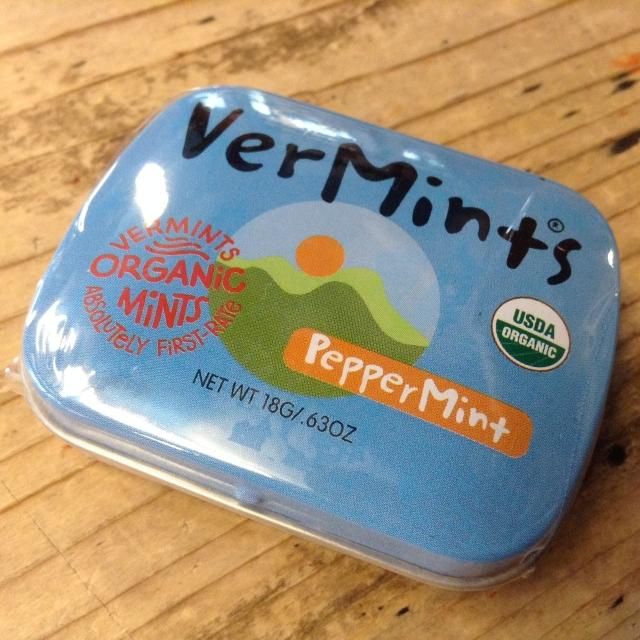 VerMints®
VERMINTS
ORGANIC
MINTS
ABSOLUTELY FIRST-RATE
USDA
ORGANIC
PepperMint
NET WT 18G/.63OZ